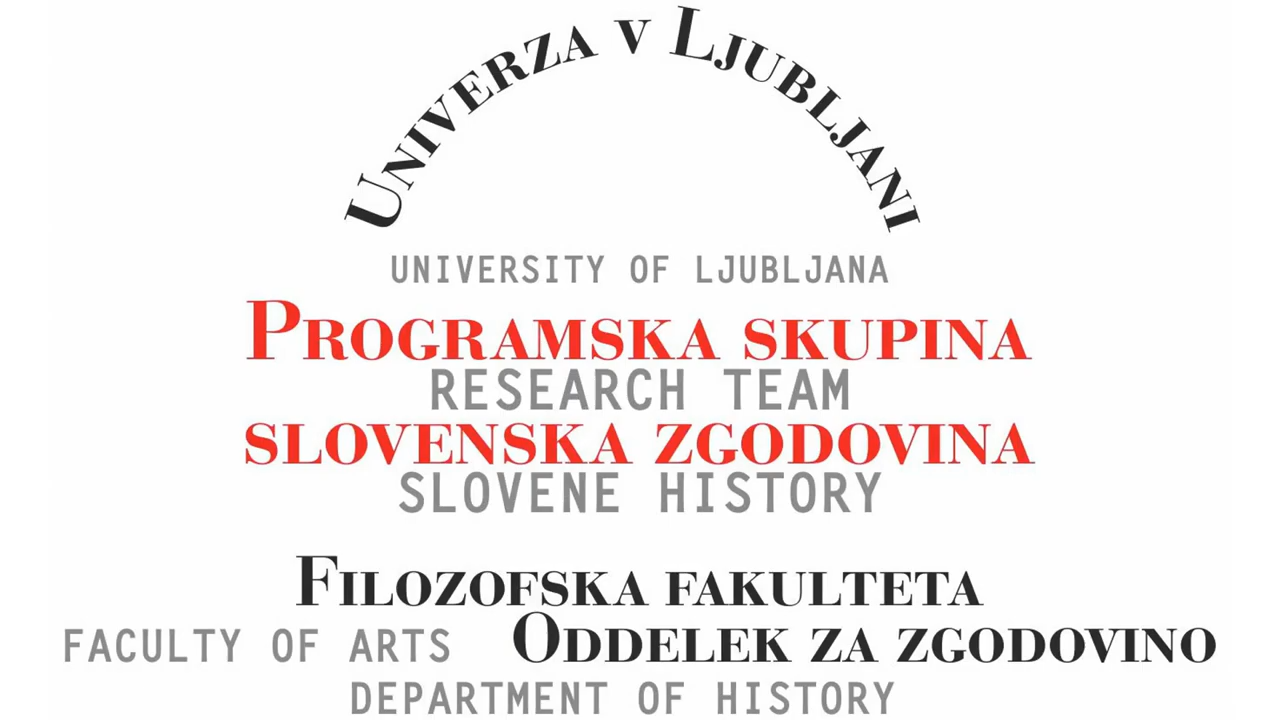 Univerza v Ljubljani
UNIVERSITY OF LJUBLJANA
Programska skupina
RESEARCH TEAM
slovenska zgodovina
SLOVENE HISTORY
Filozofska fakulteta
FACULTY OF ARTS Oddelek za zgodovino
DEPARTMENT OF HISTORY